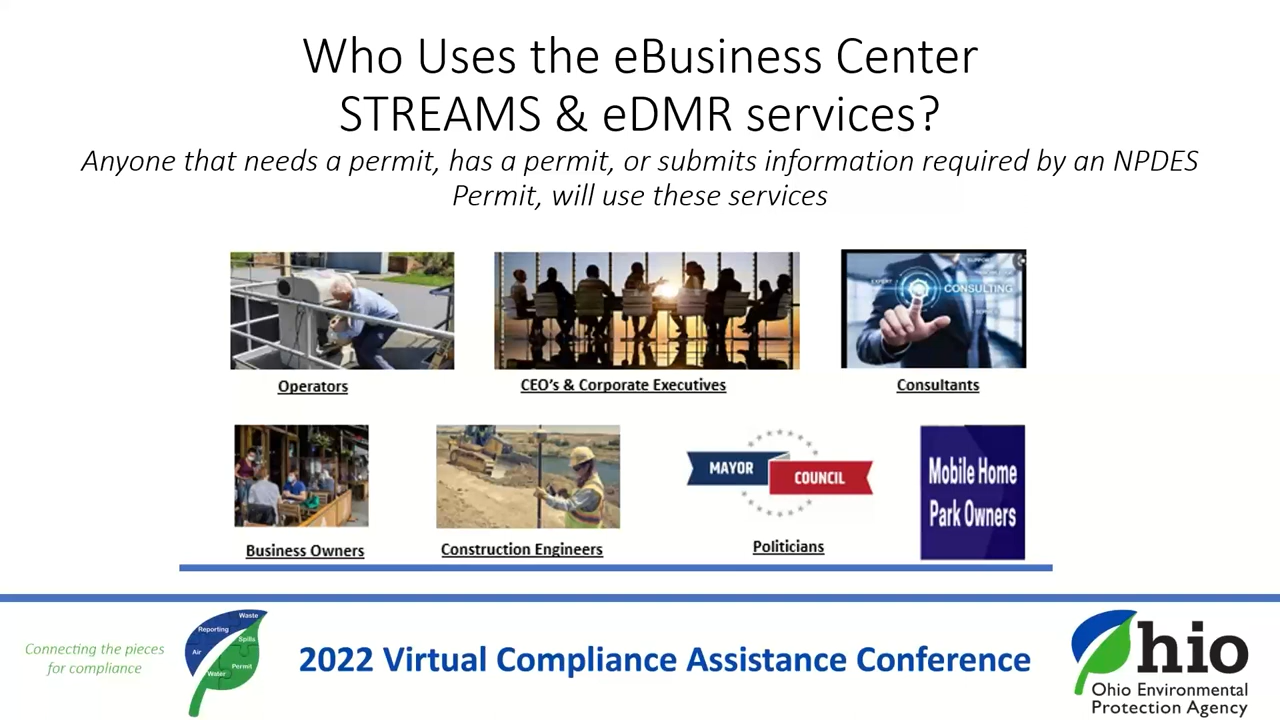 Who Uses the eBusiness Center
STREAMS & eDMR services?
Anyone that needs a permit, has a permit, or submits information required by an NPDES
Permit, will use these services
SUPPORT
EXPERT
CONSULTING
Operators
CEO's & Corporate Executives
Consultants
MAYOR
COUNCIL
Mobile Home
Park Owners
Business Owners
Construction Engineers
Politicians
Connecting the pieces
for compliance
Waste
Reporting
Spills
Air
Permit
Water
2022 Virtual Compliance Assistance Conference
Ohio
Ohio Environmental
Protection Agency